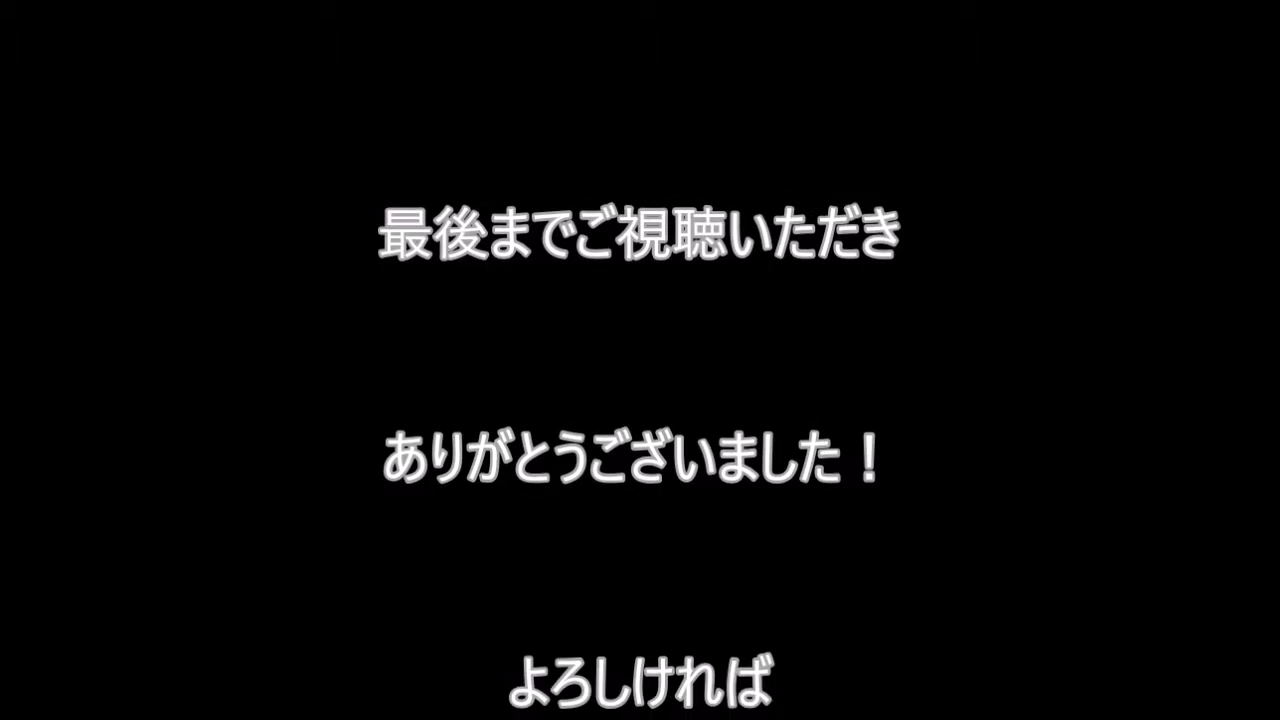 最後までご視聴いただき
ありがとうございました！
よろしければ